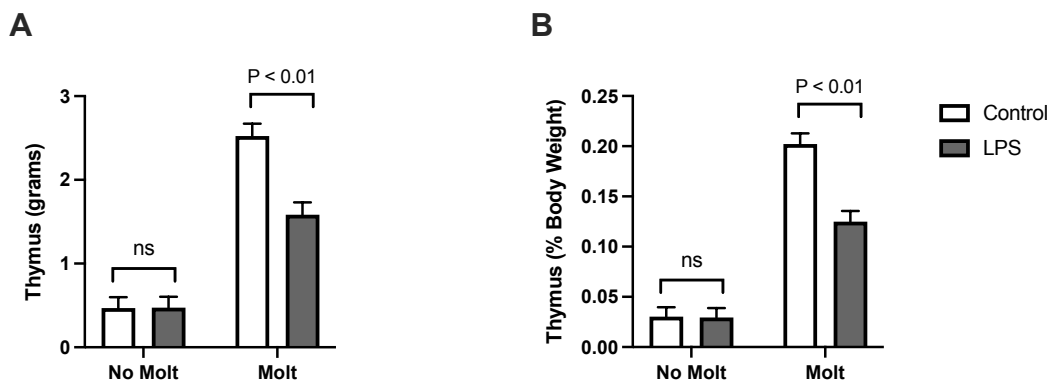 A
Thymus (grams)
3
2
1
0
ns
P < 0.01
No Molt
Molt
B
Thymus (% Body Weight)
0.25
0.20
0.15
0.10
0.05
0.00
ns
P < 0.01
No Molt
Molt
Control
LPS